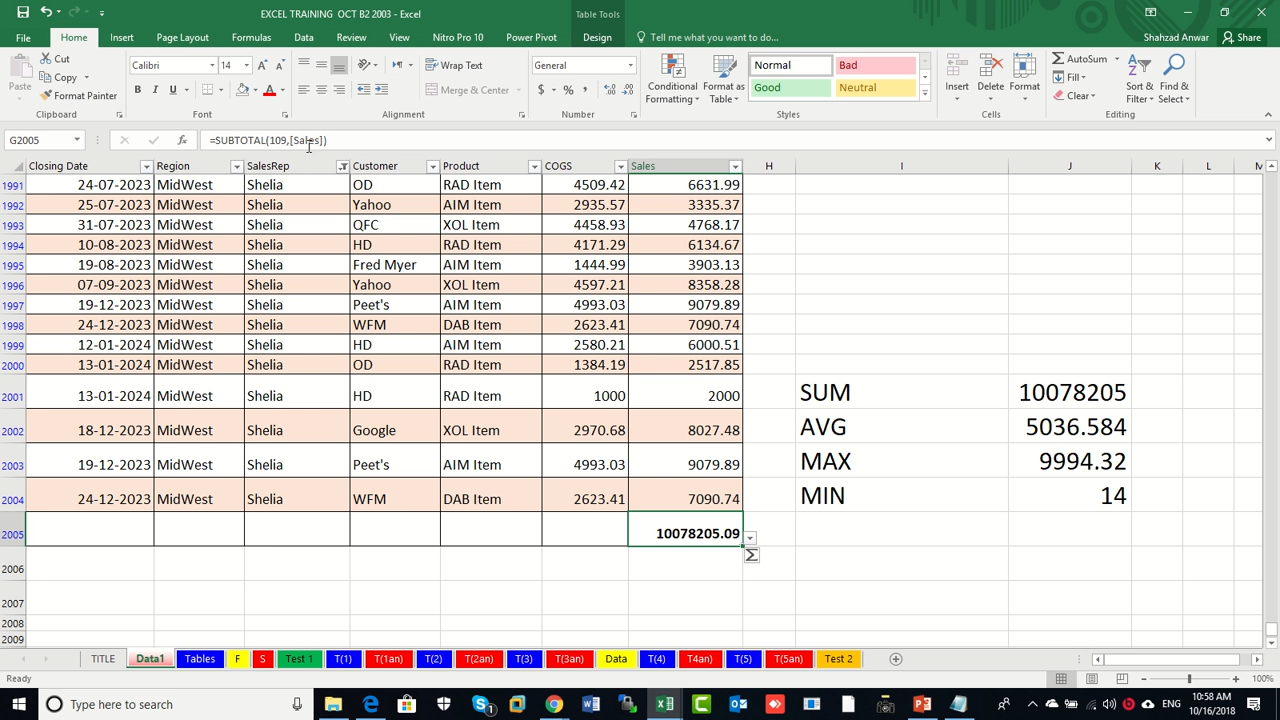 EXCEL TRAINING OCT B2 2003 - Excel
Table Tools
File Home Insert Page Layout Formulas Data Review View Nitro Pro 10 Power Pivot Design Tell me what you want to do... Shahzad Anwar Share
Paste
Cut
Copy
Format Painter
Clipboard
Calibri 14
B I U
Font
Wrap Text
Merge & Center
Alignment
General
$ % ,
Number
Conditional Formatting
Format as Table
Normal Bad
Good Neutral
Styles
Insert Delete Format
Cells
AutoSum
Fill
Clear
Sort & Filter
Find & Select
Editing
G2005 fx =SUBTOTAL(109,[Sales])
Closing Date Region SalesRep Customer Product COGS Sales H I J K L M
1991 24-07-2023 MidWest Shelia OD RAD Item 4509.42 6631.99
1992 25-07-2023 MidWest Shelia Yahoo AIM Item 2935.57 3335.37
1993 31-07-2023 MidWest Shelia QFC XOL Item 4458.93 4768.17
1994 10-08-2023 MidWest Shelia HD RAD Item 4171.29 6134.67
1995 19-08-2023 MidWest Shelia Fred Myer AIM Item 1444.99 3903.13
1996 07-09-2023 MidWest Shelia Yahoo XOL Item 4597.21 8358.28
1997 19-12-2023 MidWest Shelia Peet's AIM Item 4993.03 9079.89
1998 24-12-2023 MidWest Shelia WFM DAB Item 2623.41 7090.74
1999 12-01-2024 MidWest Shelia HD AIM Item 2580.21 6000.51
2000 13-01-2024 MidWest Shelia OD RAD Item 1384.19 2517.85
2001 13-01-2024 MidWest Shelia HD RAD Item 1000 2000 SUM 10078205
2002 18-12-2023 MidWest Shelia Google XOL Item 2970.68 8027.48 AVG 5036.584
2003 19-12-2023 MidWest Shelia Peet's AIM Item 4993.03 9079.89 MAX 9994.32
2004 24-12-2023 MidWest Shelia WFM DAB Item 2623.41 7090.74 MIN 14
2005 10078205.09
2006
2007
2008
2009
TITLE Data1 Tables F S Test 1 T(1) T(1an) T(2) T(2an) T(3) T(3an) Data T(4) T4an) T(5) T(5an) Test 2
Ready 100%
Type here to search
ENG
10:58 AM
10/16/2018